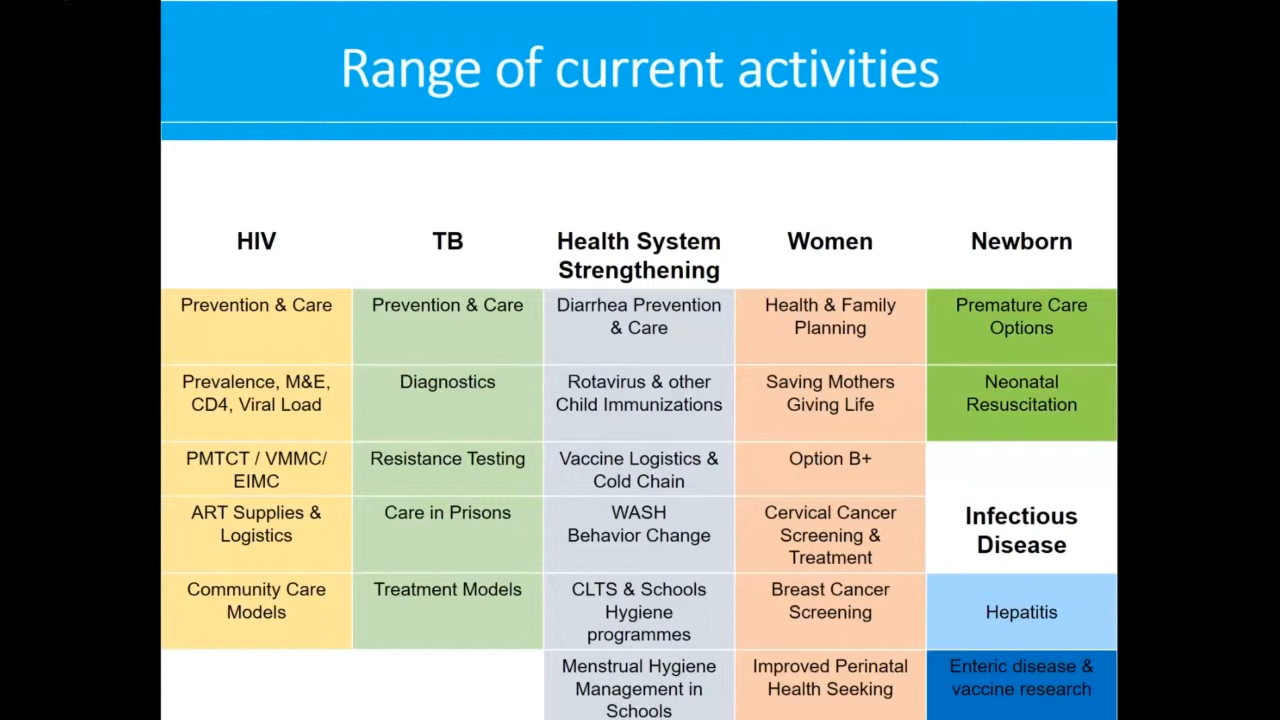 Range of current activities
HIV
TB
Health System
Strengthening
Women
Newborn
Prevention & Care
Prevention & Care
Diarrhea Prevention
& Care
Health & Family
Planning
Premature Care
Options
Prevalence, M&E,
CD4, Viral Load
Diagnostics
Rotavirus & other
Child Immunizations
Saving Mothers
Giving Life
Neonatal
Resuscitation
PMTCT / VMMC/
EIMC
Resistance Testing
Vaccine Logistics &
Cold Chain
Option B+
ART Supplies &
Logistics
Care in Prisons
WASH
Behavior Change
Cervical Cancer
Screening &
Treatment
Infectious
Disease
Community Care
Models
Treatment Models
CLTS & Schools
Hygiene
programmes
Breast Cancer
Screening
Hepatitis
Menstrual Hygiene
Management in
Schools
Improved Perinatal
Health Seeking
Enteric disease &
vaccine research